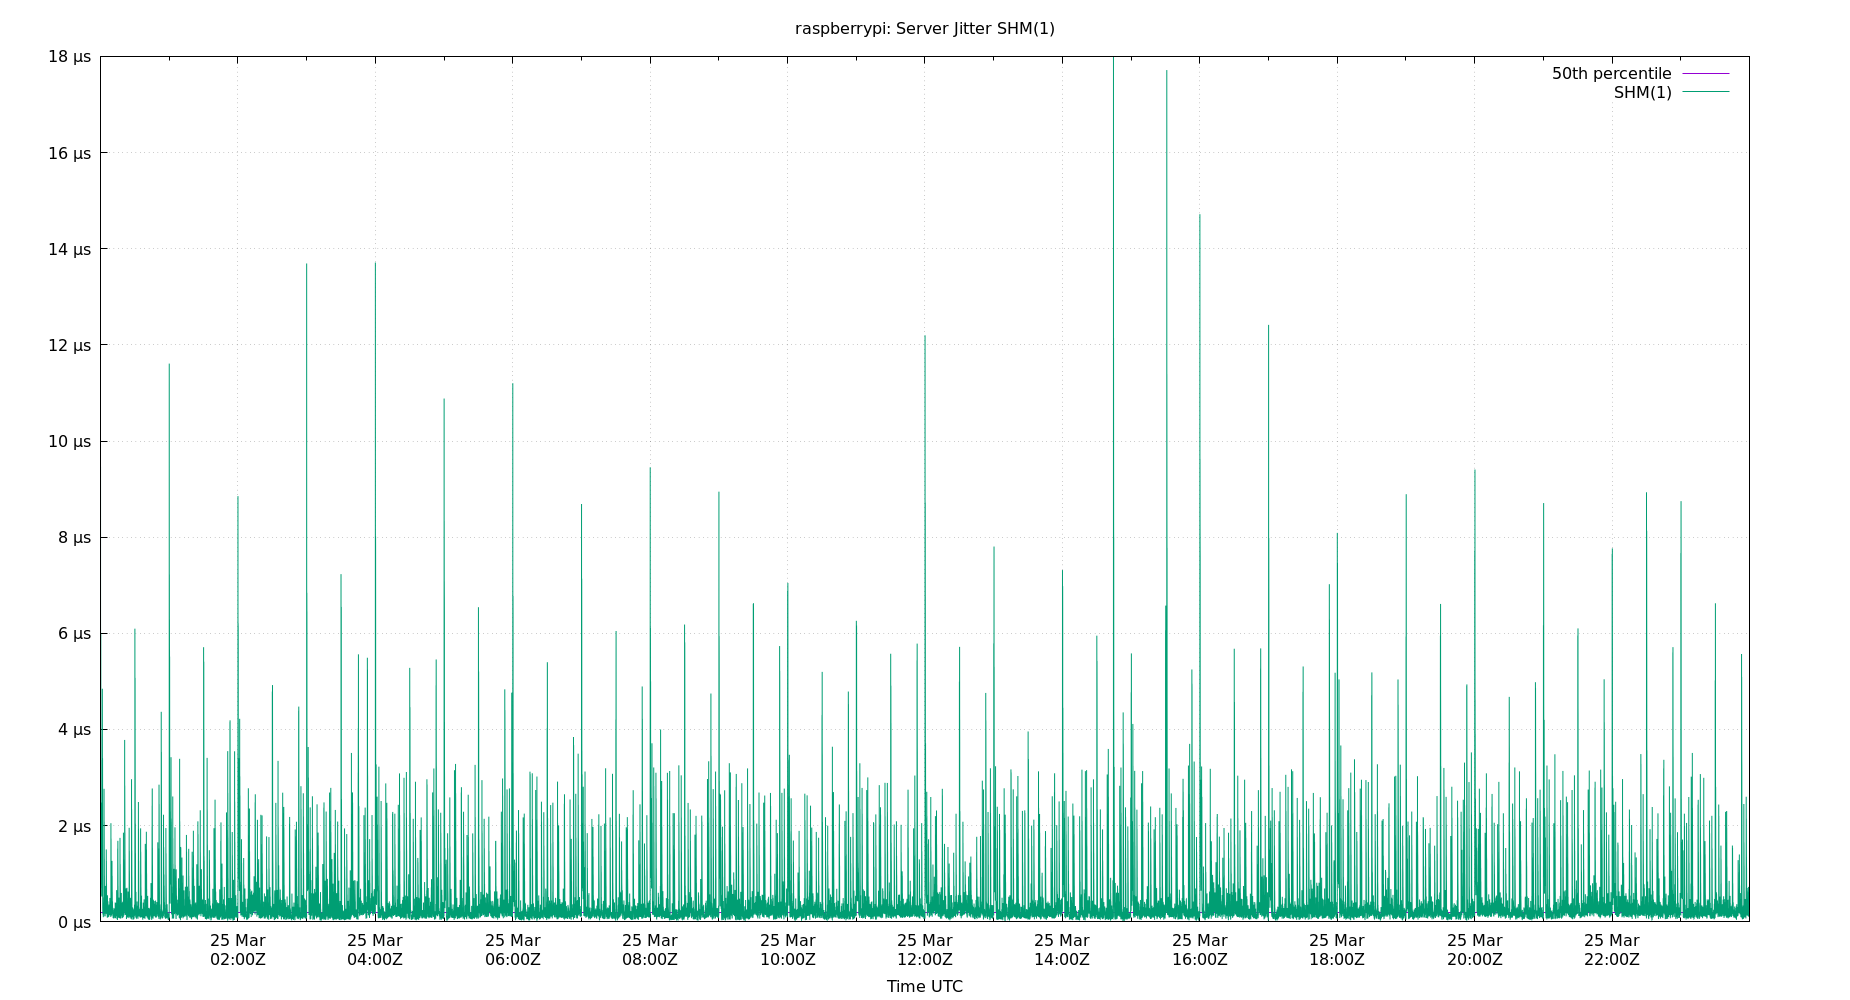 raspberrypi: Server Jitter SHM(1)
18 µs
16 µs
14 µs
12 µs
10 µs
8 µs
6 µs
4 µs
2 µs
0 µs
50th percentile
SHM(1)
25 Mar 25 Mar 25 Mar 25 Mar 25 Mar 25 Mar 25 Mar 25 Mar 25 Mar 25 Mar 25 Mar
02:00Z 04:00Z 06:00Z 08:00Z 10:00Z 12:00Z 14:00Z 16:00Z 18:00Z 20:00Z 22:00Z
Time UTC